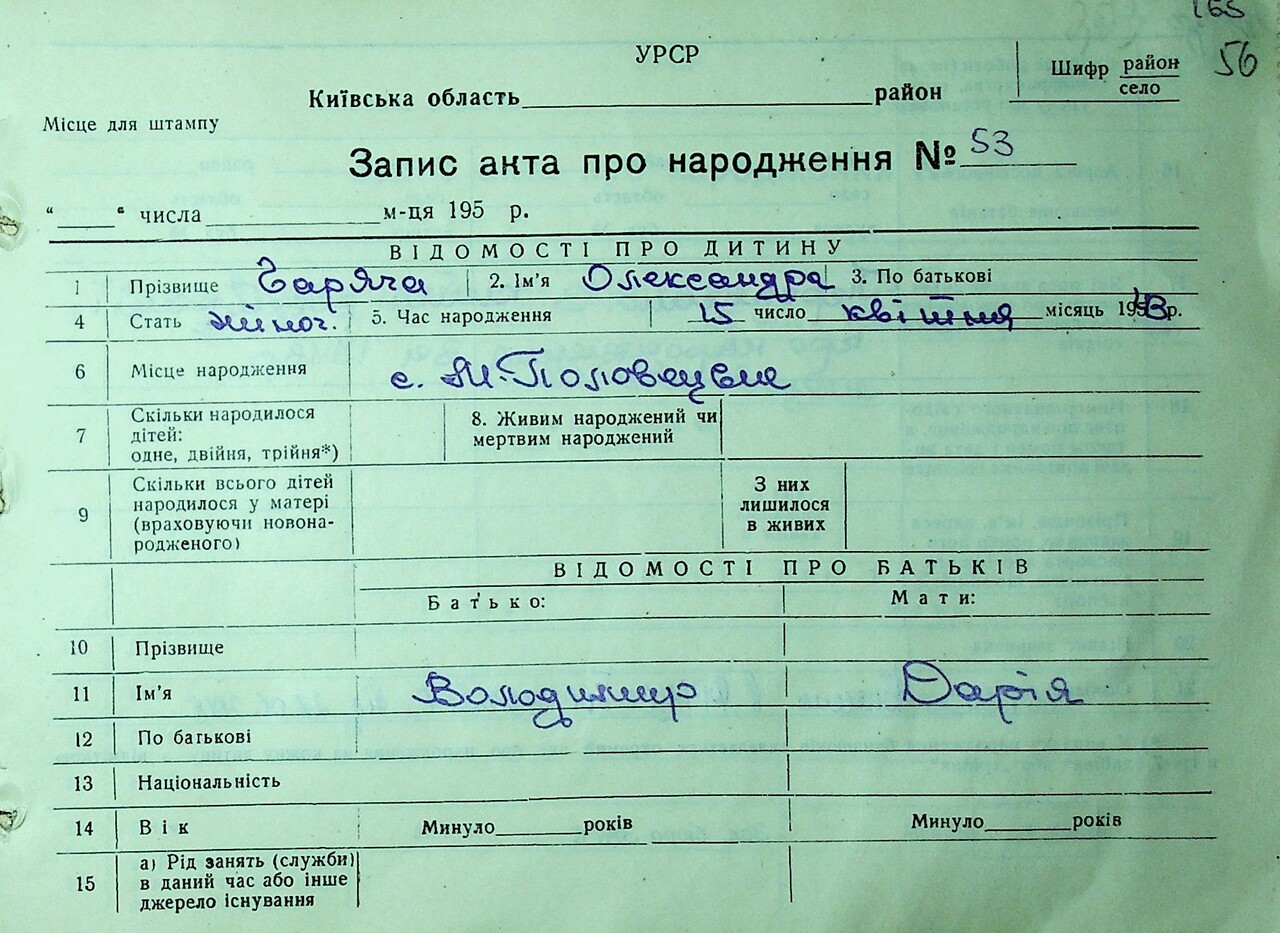 165
УРСР
56
Київська область район
Шифр район
село
Місце для штампу
Запис акта про народження № 53
“ “ числа м-ця 195 р.
ВІДОМОСТІ ПРО ДИТИНУ
1 Прізвище Гаряча 2. Ім'я Олександра 3. По батькові
4 Стать жіноч. 5. Час народження 15 число квітня місяць р.
6 Місце народження с. М-Половецьке
7 Скільки народилося
дітей:
одне, двійня, трійня*)
8. Живим народжений чи
мертвим народжений
9 Скільки всього дітей
народилося у матері
(враховуючи новона-
родженого)
З них
лишилося
в живих
ВІДОМОСТІ ПРО БАТЬКІВ
Батько: Мати:
10 Прізвище
11 Ім'я Володимир Дарія
12 По батькові
13 Національність
14 Вік Минуло років Минуло років
15 а) Рід занять (служби)
в даний час або інше
джерело існування